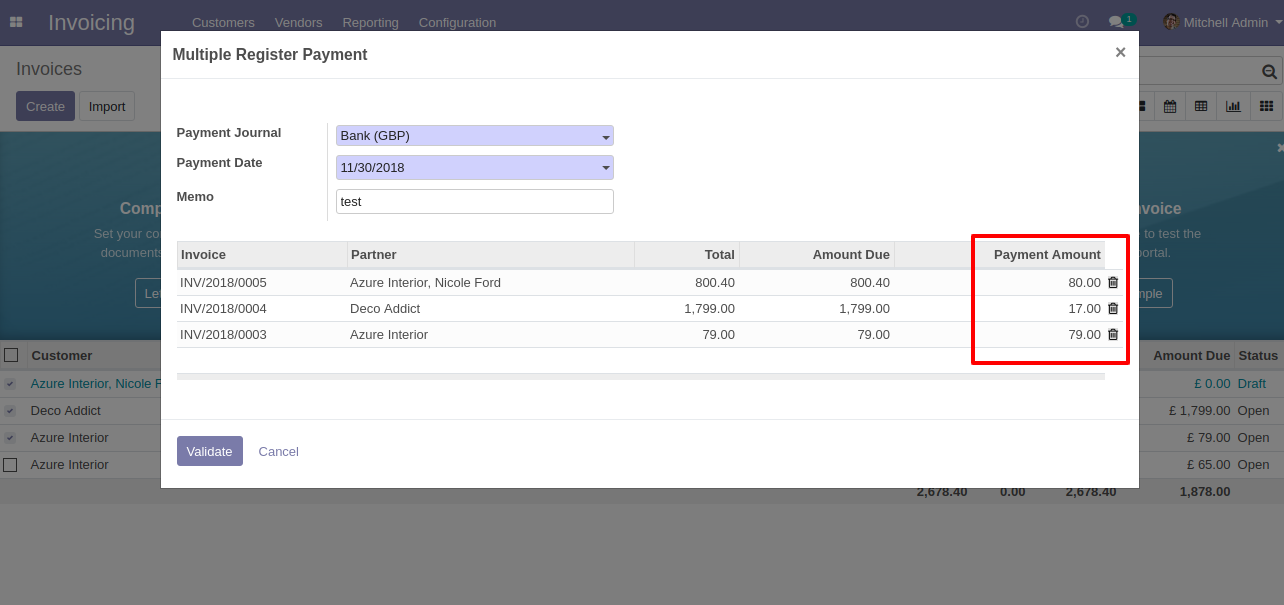 Invoicing Customers Vendors Reporting Configuration 1 Mitchell Admin
Multiple Register Payment ×
Invoices
Create Import
Payment Journal Bank (GBP)
Payment Date 11/30/2018
Memo test
Invoice Partner Total Amount Due Payment Amount
INV/2018/0005 Azure Interior, Nicole Ford 800.40 800.40 80.00
INV/2018/0004 Deco Addict 1,799.00 1,799.00 17.00
INV/2018/0003 Azure Interior 79.00 79.00 79.00
Set your
documents
to test the
Validate Cancel
Customer Amount Due Status
Azure Interior, Nicole £ 0.00 Draft
Deco Addict £ 1,799.00 Open
Azure Interior £ 79.00 Open
Azure Interior £ 65.00 Open
2,678.40 0.00 2,678.40 1,878.00